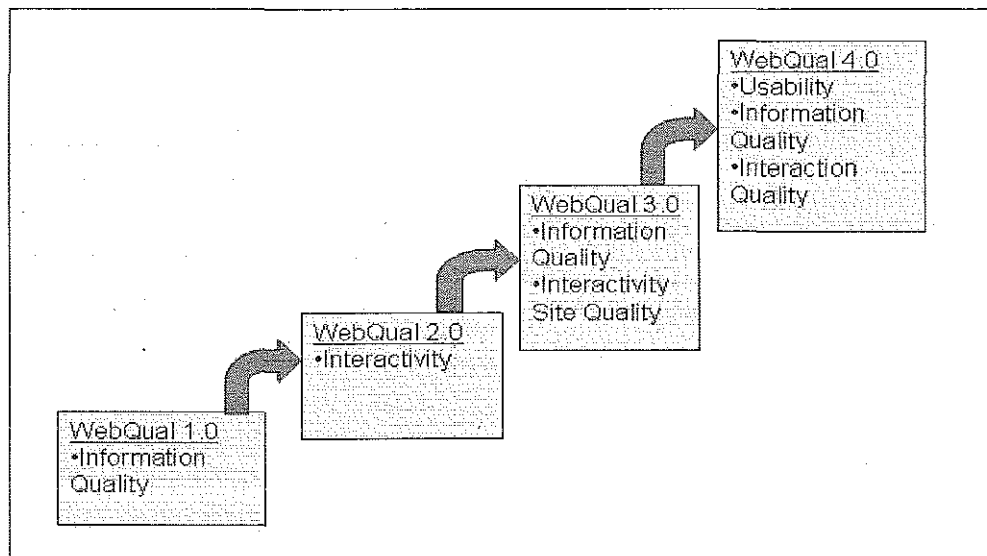 WebQual 4.0
•Usability
•Information
Quality
•Interaction
Quality
WebQual 3.0
•Information
Quality
•Interactivity
Site Quality
WebQual 2.0
•Interactivity
WebQual 1.0
•Information
Quality